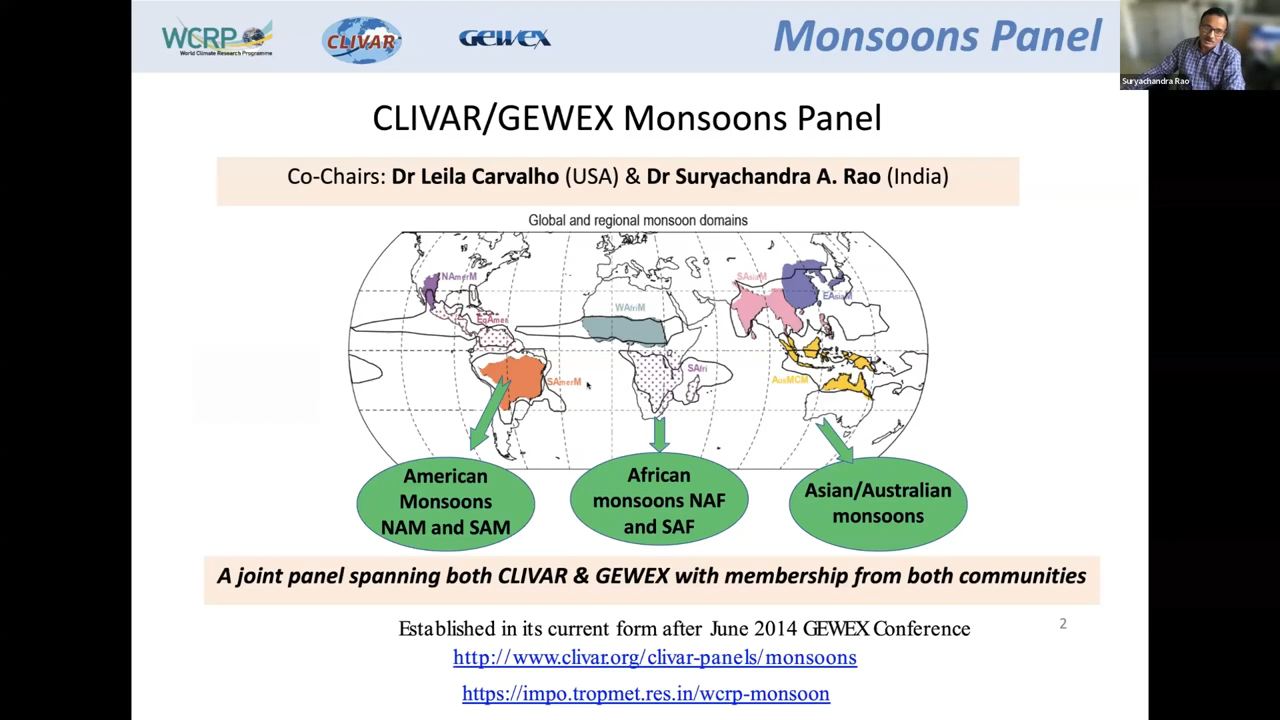 WCRP
World Climate Research Programme
CLIVAR
GEWEX
Monsoons Panel
Suryachandra Rao
CLIVAR/GEWEX Monsoons Panel
Co-Chairs: Dr Leila Carvalho (USA) & Dr Suryachandra A. Rao (India)
Global and regional monsoon domains
2014
NAmerM
SAsiaM
EAsiaM
WAfriM
EqAmer
SAfri
AusMCM
SAmerM
American
Monsoons
NAM and SAM
African
monsoons NAF
and SAF
Asian/Australian
monsoons
A joint panel spanning both CLIVAR & GEWEX with membership from both communities
Established in its current form after June 2014 GEWEX Conference
2
http://www.clivar.org/clivar-panels/monsoons
https://impo.tropmet.res.in/wcrp-monsoon